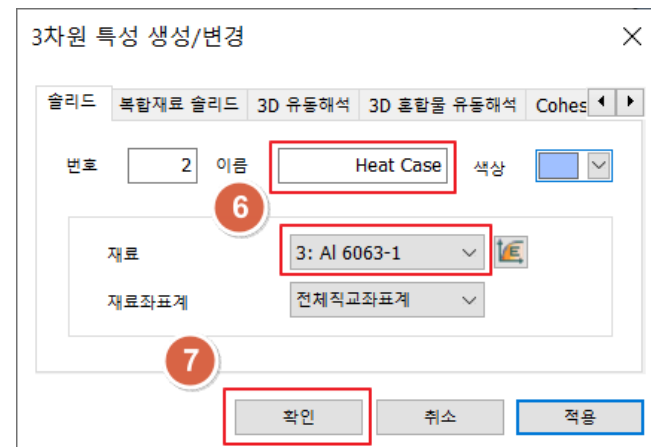 3차원 특성 생성/변경
솔리드 복합재료 솔리드 3D 유동해석 3D 혼합물 유동해석 Cohes
번호 2 이름 Heat Case 색상
6
재료 3: Al 6063-1
재료좌표계 전체직교좌표계
7
확인 취소 적용